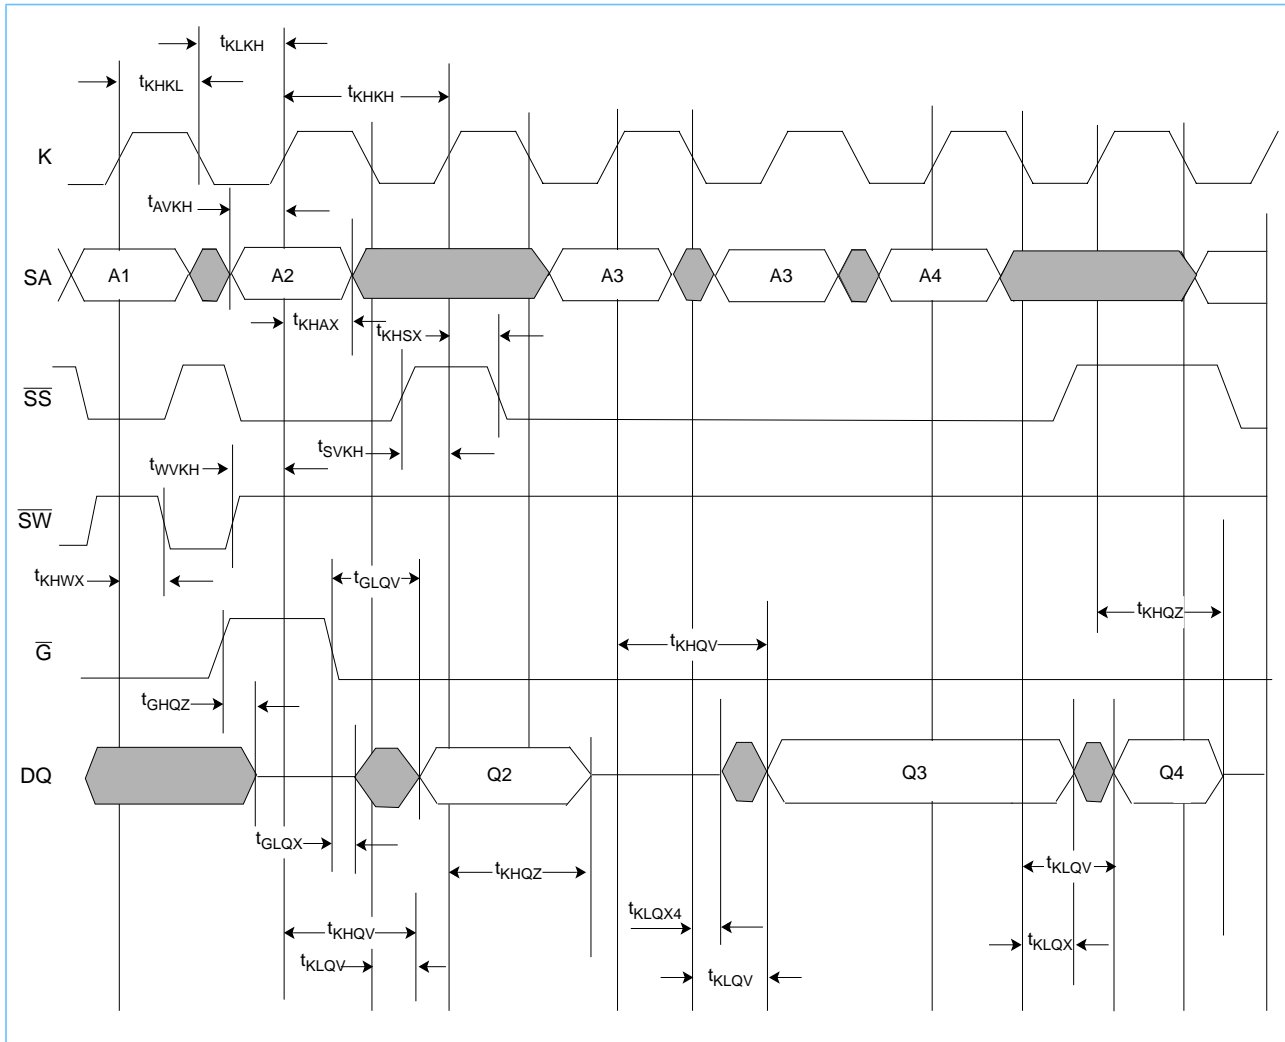 tKLKH
tKHKL
tKHKH
K
tAVKH
SA A1 A2 A3 A3 A4
tKHAX
tKHSX
SS
tSVKH
tWVKH
SW
tKHWX
tGLQV
tKHQZ
G
tKHQV
tGHQZ
DQ Q2 Q3 Q4
tGLQX
tKHQZ
tKLQV
tKLQX4
tKHQV
tKLQX
tKLQV
tKLQV